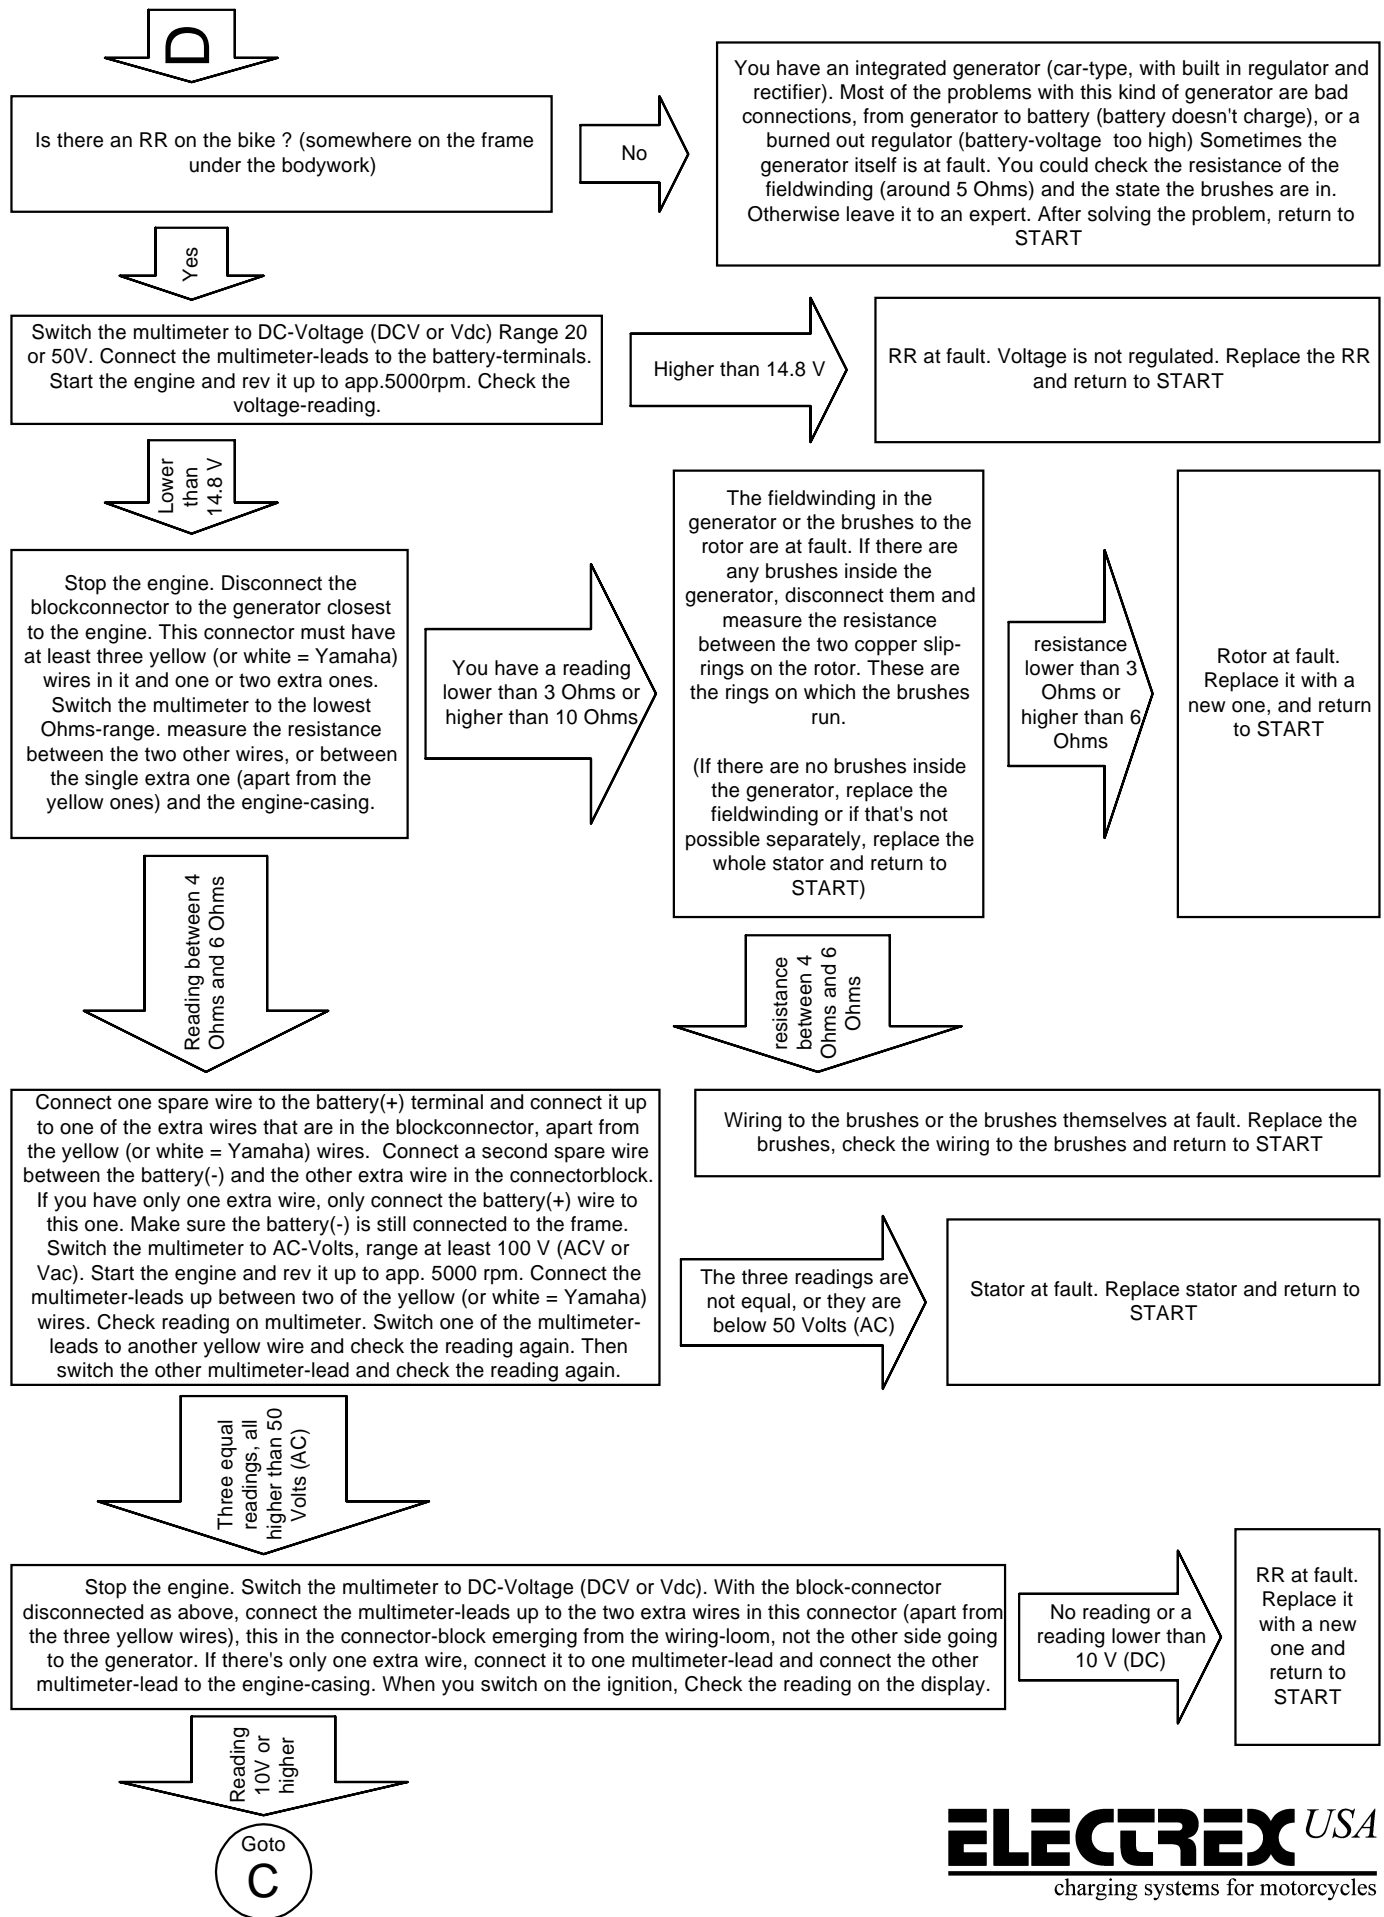 D
Is there an RR on the bike ? (somewhere on the frame
under the bodywork)
No
You have an integrated generator (car-type, with built in regulator and
rectifier). Most of the problems with this kind of generator are bad
connections, from generator to battery (battery doesn't charge), or a
burned out regulator (battery-voltage too high) Sometimes the
generator itself is at fault. You could check the resistance of the
fieldwinding (around 5 Ohms) and the state the brushes are in.
Otherwise leave it to an expert. After solving the problem, return to
START
Yes
Switch the multimeter to DC-Voltage (DCV or Vdc) Range 20
or 50V. Connect the multimeter-leads to the battery-terminals.
Start the engine and rev it up to app.5000rpm. Check the
voltage-reading.
Higher than 14.8 V
RR at fault. Voltage is not regulated. Replace the RR
and return to START
Lower
than
14.8 V
Stop the engine. Disconnect the
blockconnector to the generator closest
to the engine. This connector must have
at least three yellow (or white = Yamaha)
wires in it and one or two extra ones.
Switch the multimeter to the lowest
Ohms-range. measure the resistance
between the two other wires, or between
the single extra one (apart from the
yellow ones) and the engine-casing.
You have a reading
lower than 3 Ohms or
higher than 10 Ohms
The fieldwinding in the
generator or the brushes to the
rotor are at fault. If there are
any brushes inside the
generator, disconnect them and
measure the resistance
between the two copper slip-
rings on the rotor. These are
the rings on which the brushes
run.
(If there are no brushes inside
the generator, replace the
fieldwinding or if that's not
possible separately, replace the
whole stator and return to
START)
resistance
lower than 3
Ohms or
higher than 6
Ohms
Rotor at fault.
Replace it with a
new one, and return
to START
Reading between 4
Ohms and 6 Ohms
resistance
between 4
Ohms and 6
Ohms
Connect one spare wire to the battery(+) terminal and connect it up
to one of the extra wires that are in the blockconnector, apart from
the yellow (or white = Yamaha) wires. Connect a second spare wire
between the battery(-) and the other extra wire in the connectorblock.
If you have only one extra wire, only connect the battery(+) wire to
this one. Make sure the battery(-) is still connected to the frame.
Switch the multimeter to AC-Volts, range at least 100 V (ACV or
Vac). Start the engine and rev it up to app. 5000 rpm. Connect the
multimeter-leads up between two of the yellow (or white = Yamaha)
wires. Check reading on multimeter. Switch one of the multimeter-
leads to another yellow wire and check the reading again. Then
switch the other multimeter-lead and check the reading again.
Wiring to the brushes or the brushes themselves at fault. Replace the
brushes, check the wiring to the brushes and return to START
The three readings are
not equal, or they are
below 50 Volts (AC)
Stator at fault. Replace stator and return to
START
Three equal
readings, all
higher than 50
Volts (AC)
Stop the engine. Switch the multimeter to DC-Voltage (DCV or Vdc). With the block-connector
disconnected as above, connect the multimeter-leads up to the two extra wires in this connector (apart from
the three yellow wires), this in the connector-block emerging from the wiring-loom, not the other side going
to the generator. If there's only one extra wire, connect it to one multimeter-lead and connect the other
multimeter-lead to the engine-casing. When you switch on the ignition, Check the reading on the display.
No reading or a
reading lower than
10 V (DC)
RR at fault.
Replace it
with a new
one and
return to
START
Reading
10V or
higher
Goto
C
ELECTREX USA
charging systems for motorcycles